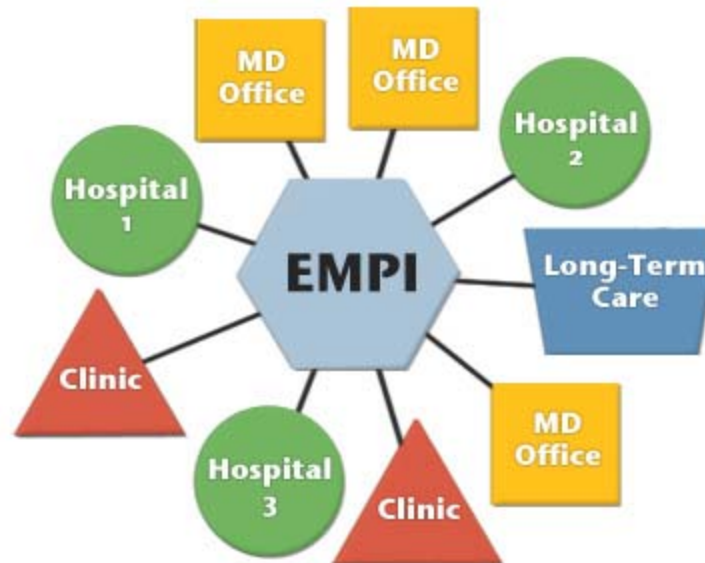 MD
Office
MD
Office
Hospital
2
Hospital
1
EMPI
Long-Term
Care
Clinic
MD
Office
Hospital
3
Clinic